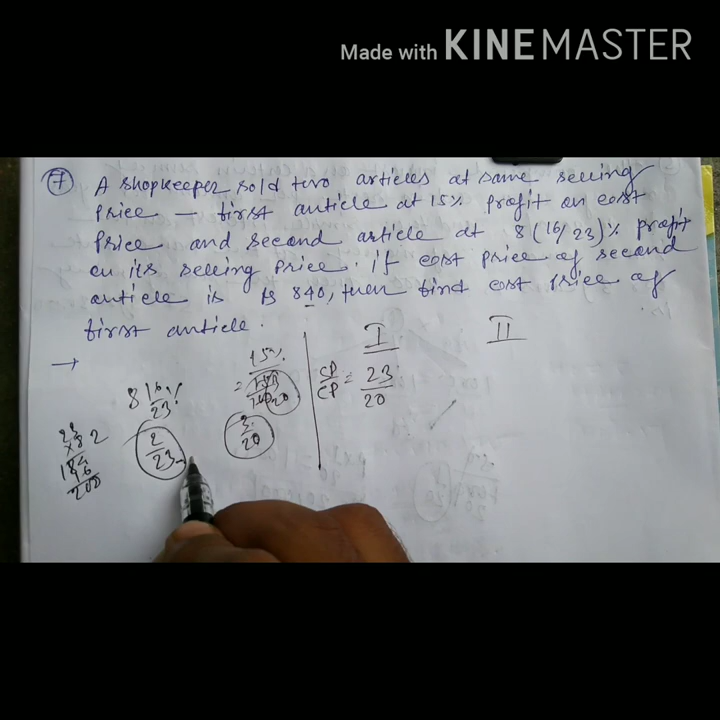 Made with KINEMASTER
7 A shopkeeper sold two articles at same selling
Price — first article at 15% profit on cost
Price and second article at 8 (16/23) % profit
on its selling price. If cost price of second
article is Rs 840, then find cost price of
first article.
→
I II
15%
8 16/23 %
CP/CP = 23/20
2/23
3/20
23
200